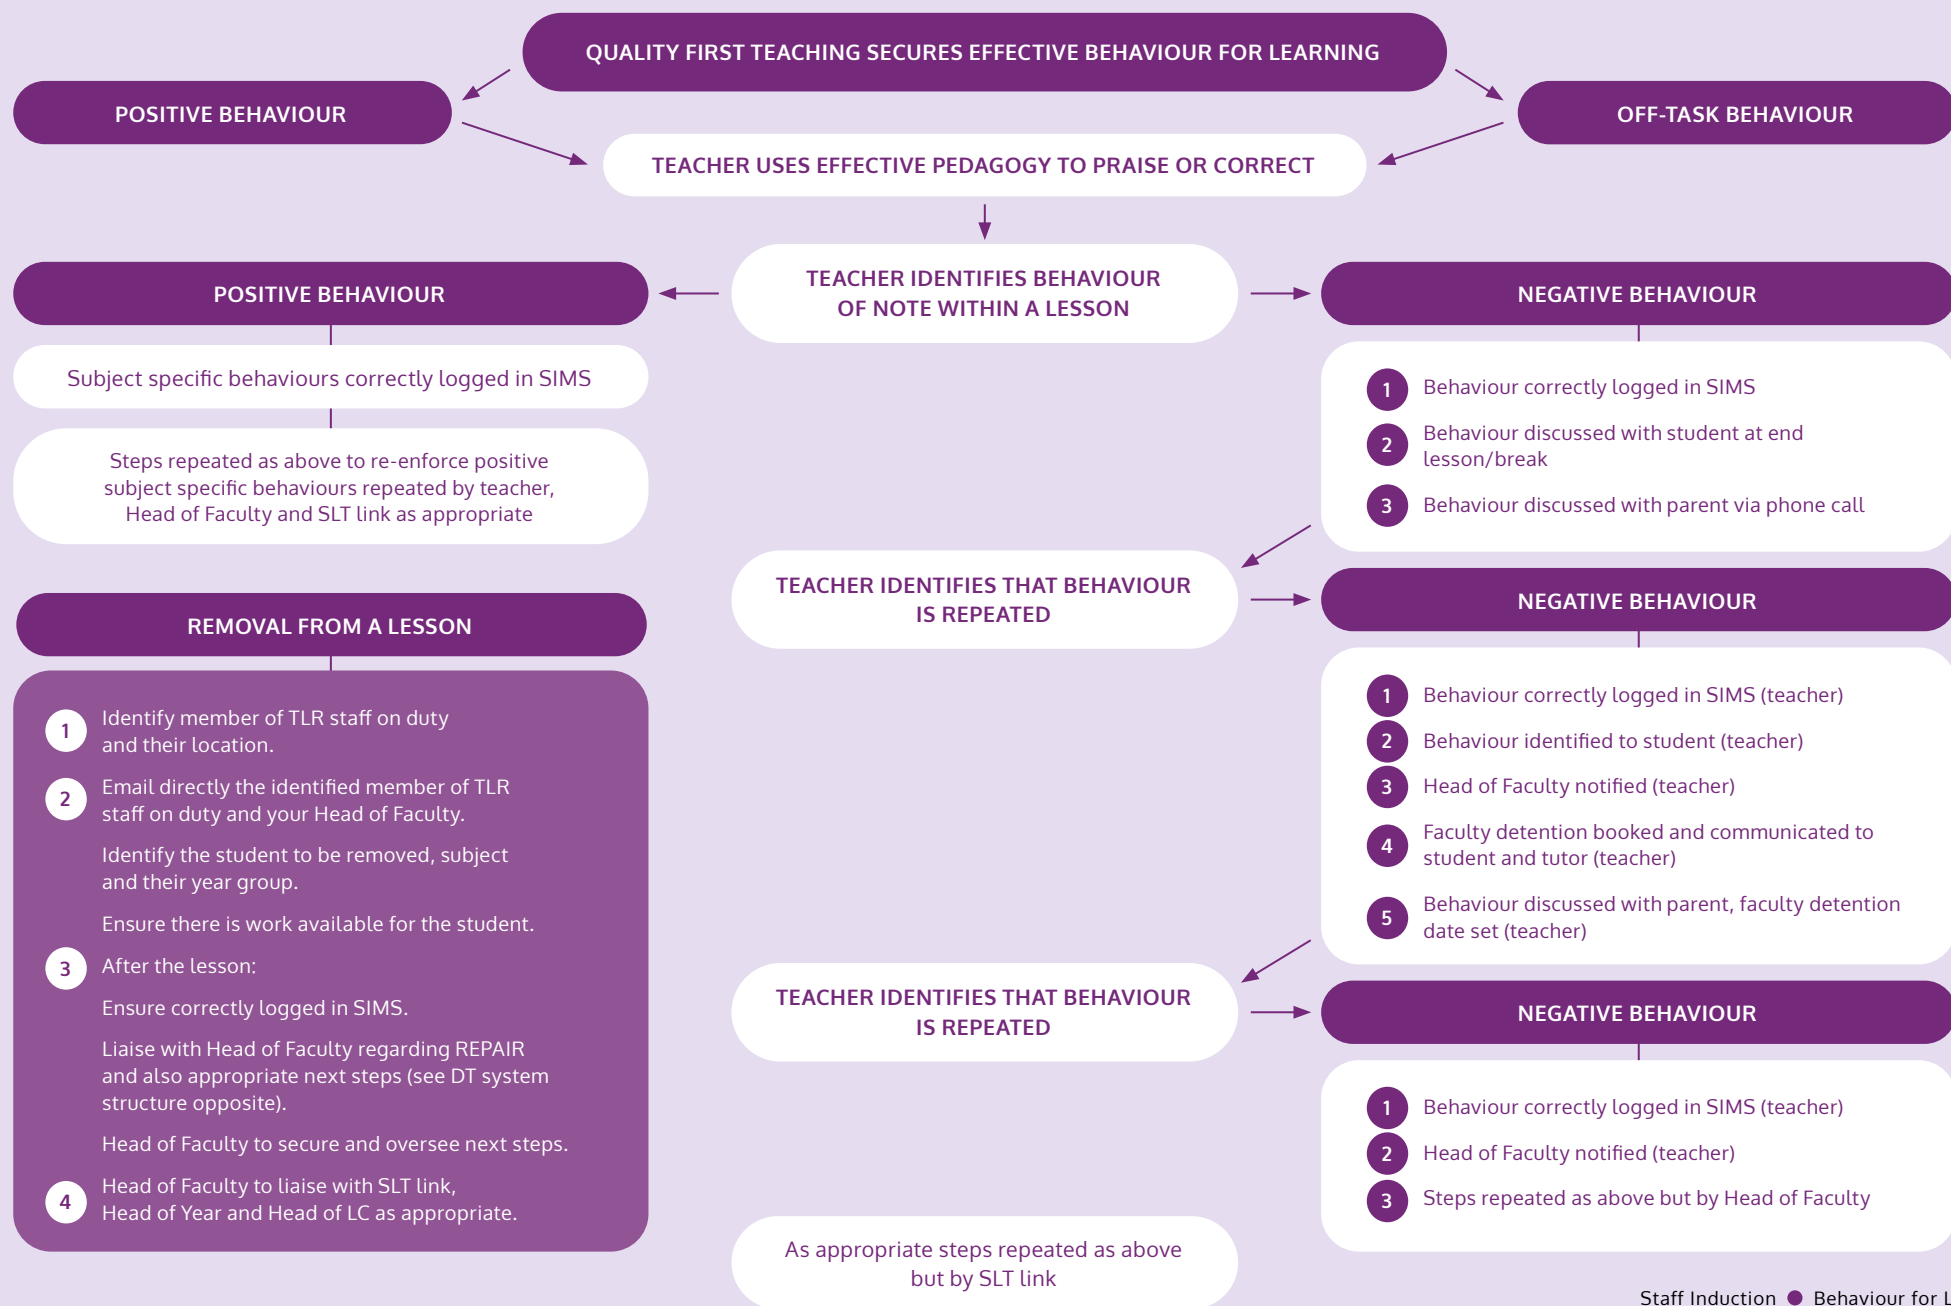 QUALITY FIRST TEACHING SECURES EFFECTIVE BEHAVIOUR FOR LEARNING
POSITIVE BEHAVIOUR
OFF-TASK BEHAVIOUR
TEACHER USES EFFECTIVE PEDAGOGY TO PRAISE OR CORRECT
TEACHER IDENTIFIES BEHAVIOUR
OF NOTE WITHIN A LESSON
POSITIVE BEHAVIOUR
Subject specific behaviours correctly logged in SIMS
Steps repeated as above to re-enforce positive
subject specific behaviours repeated by teacher,
Head of Faculty and SLT link as appropriate
NEGATIVE BEHAVIOUR
1 Behaviour correctly logged in SIMS
2 Behaviour discussed with student at end
lesson/break
3 Behaviour discussed with parent via phone call
TEACHER IDENTIFIES THAT BEHAVIOUR
IS REPEATED
NEGATIVE BEHAVIOUR
1 Behaviour correctly logged in SIMS (teacher)
2 Behaviour identified to student (teacher)
3 Head of Faculty notified (teacher)
4 Faculty detention booked and communicated to
student and tutor (teacher)
5 Behaviour discussed with parent, faculty detention
date set (teacher)
TEACHER IDENTIFIES THAT BEHAVIOUR
IS REPEATED
NEGATIVE BEHAVIOUR
1 Behaviour correctly logged in SIMS (teacher)
2 Head of Faculty notified (teacher)
3 Steps repeated as above but by Head of Faculty
As appropriate steps repeated as above
but by SLT link
REMOVAL FROM A LESSON
1 Identify member of TLR staff on duty
and their location.
2 Email directly the identified member of TLR
staff on duty and your Head of Faculty.
Identify the student to be removed, subject
and their year group.
Ensure there is work available for the student.
3 After the lesson:
Ensure correctly logged in SIMS.
Liaise with Head of Faculty regarding REPAIR
and also appropriate next steps (see DT system
structure opposite).
Head of Faculty to secure and oversee next steps.
4 Head of Faculty to liaise with SLT link,
Head of Year and Head of LC as appropriate.
Staff Induction ● Behaviour for L